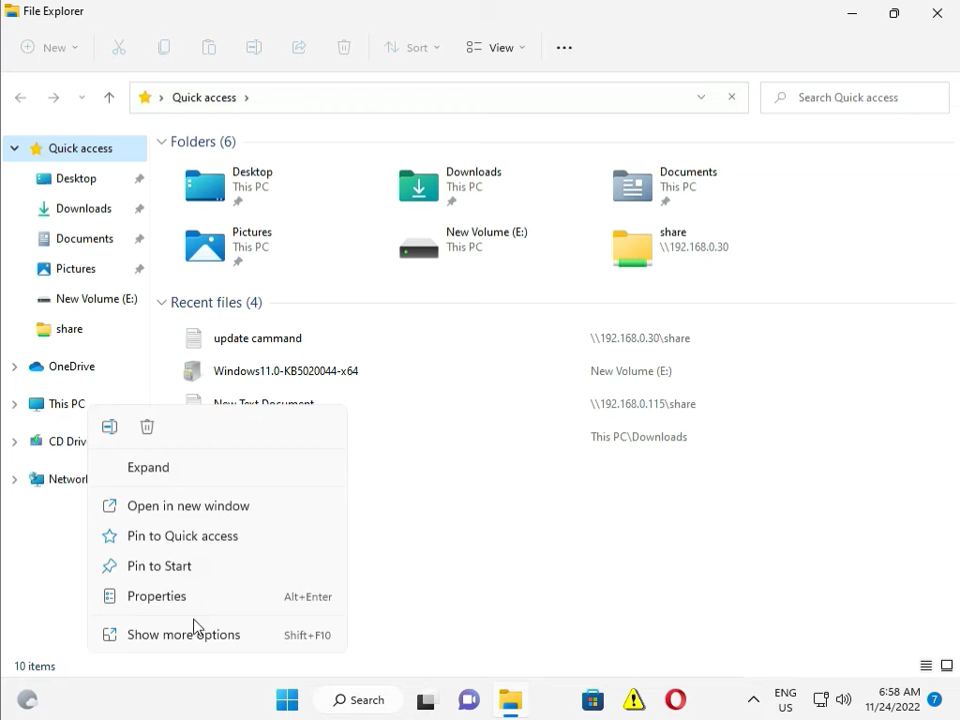 File Explorer
New
Sort
View
Quick access
Search Quick access
Quick access
Desktop
Downloads
Documents
Pictures
New Volume (E:)
share
OneDrive
This PC
CD Driv
Networ
Folders (6)
Desktop
This PC
Downloads
This PC
Documents
This PC
Pictures
This PC
New Volume (E:)
This PC
share
\\192.168.0.30
Recent files (4)
update cammand
\\192.168.0.30\share
Windows11.0-KB5020044-x64
New Volume (E:)
New Text Document
\\192.168.0.115\share
This PC\Downloads
Expand
Open in new window
Pin to Quick access
Pin to Start
Properties Alt+Enter
Show more options Shift+F10
10 items
Search
ENG
US
6:58 AM
11/24/2022
7